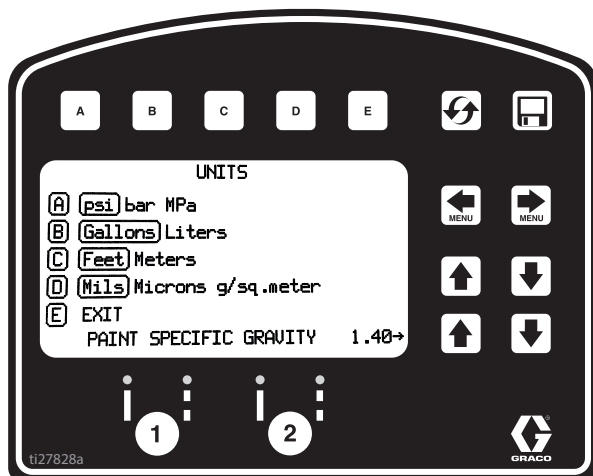 A B C D E
UNITS
A psi bar MPa
MENU MENU
B Gallons Liters
C Feet Meters
D Mils Microns g/sq.meter
E EXIT
PAINT SPECIFIC GRAVITY 1.40→
1 2
ti27828a
GRACO